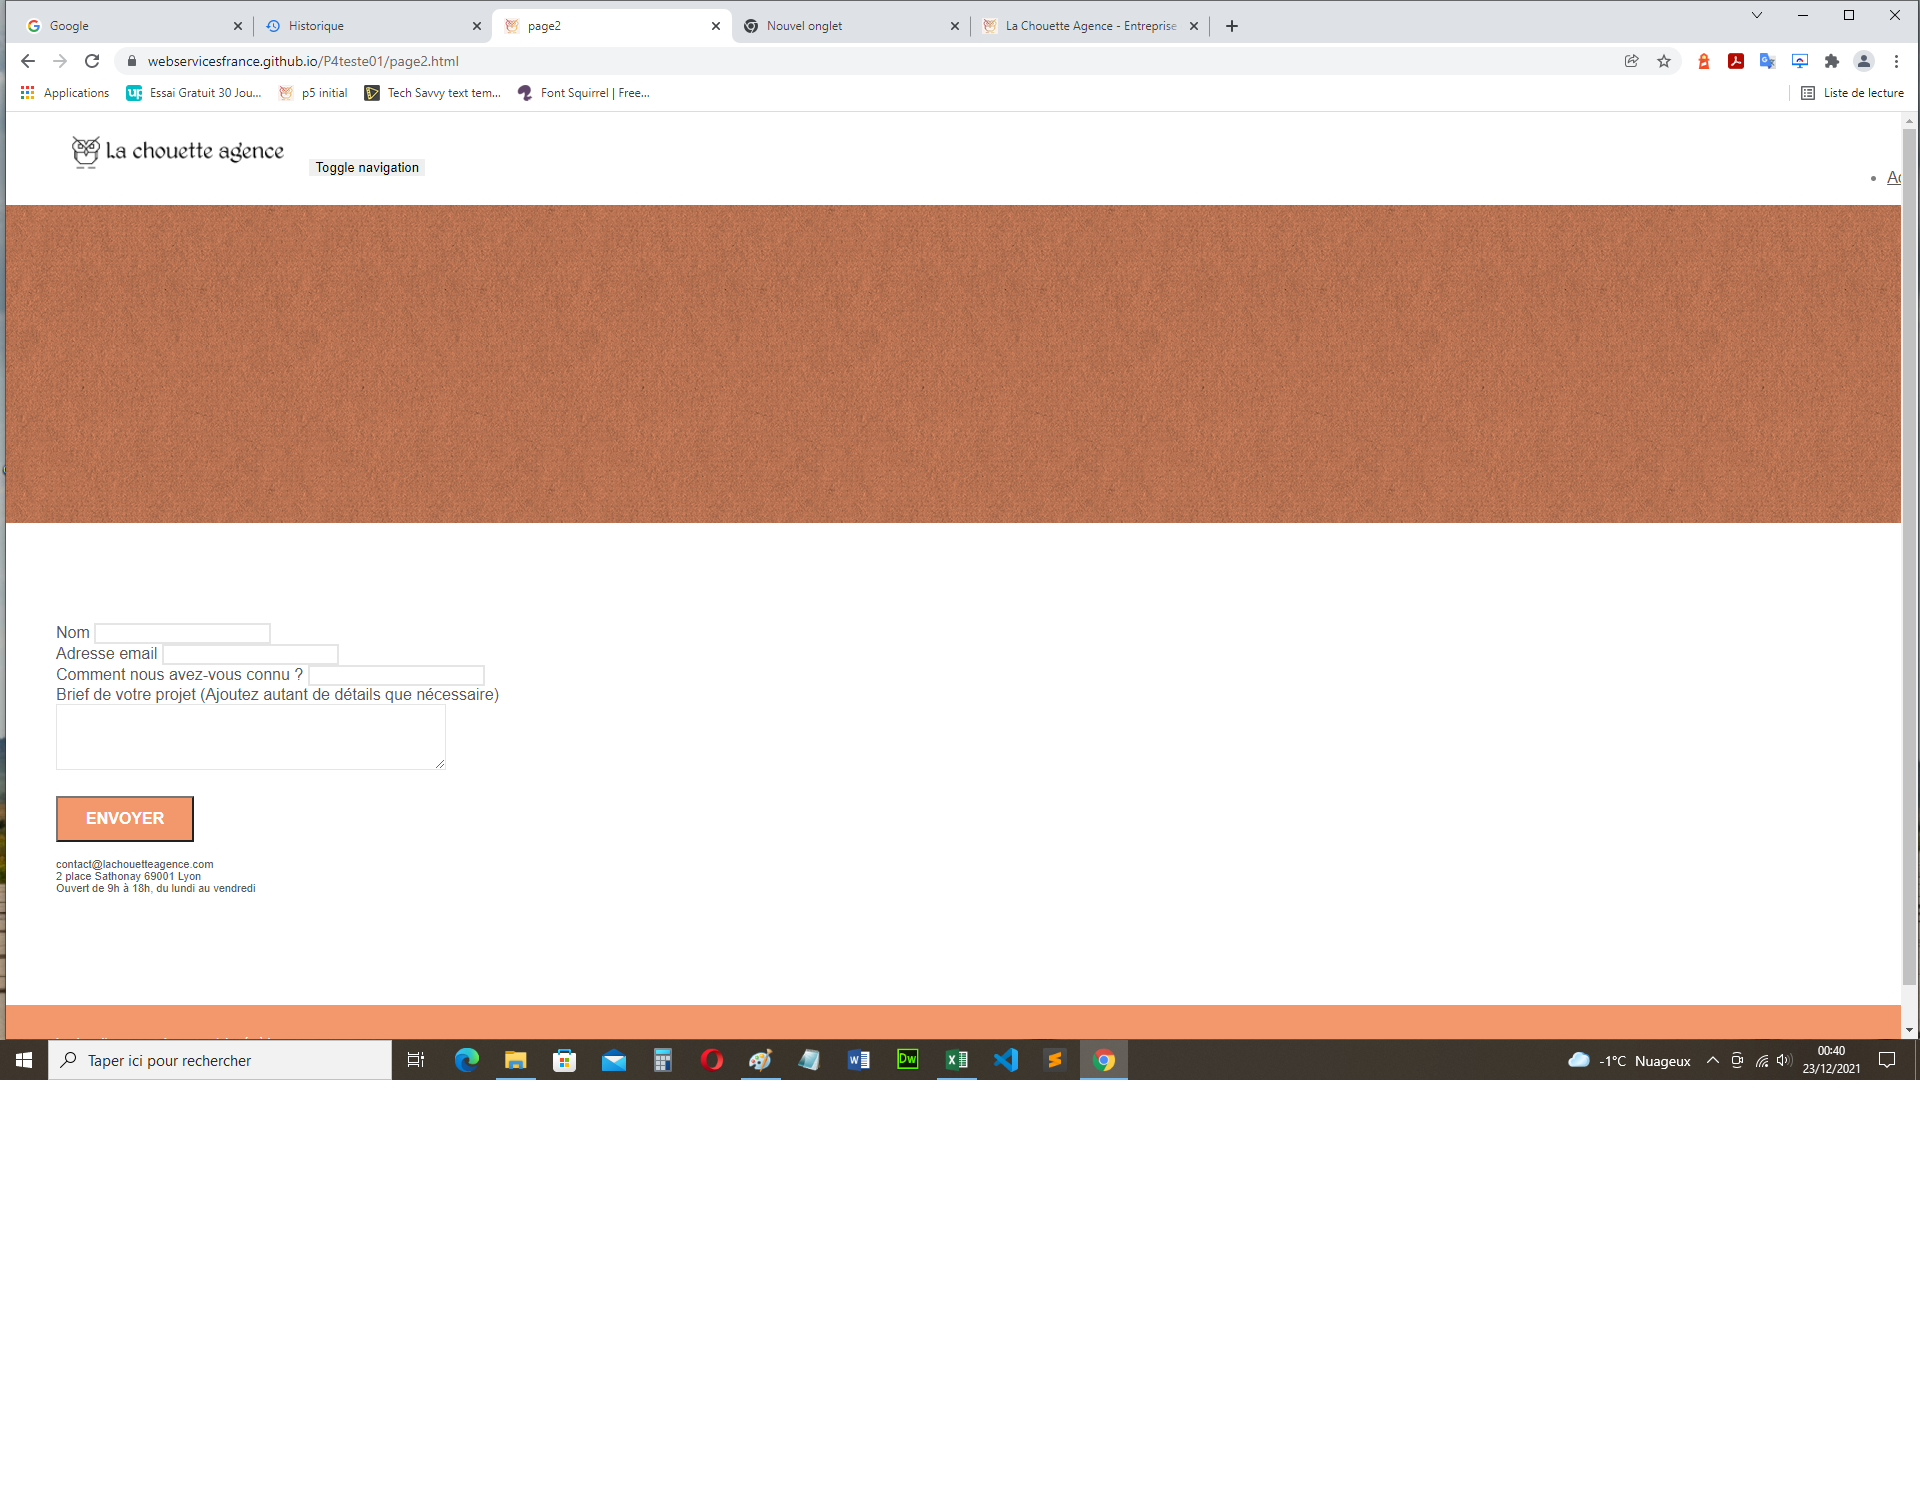 Google
Historique
page2
Nouvel onglet
La Chouette Agence - Entreprise
webservicesfrance.github.io/P4teste01/page2.html
Applications
Essai Gratuit 30 Jou...
p5 initial
Tech Savvy text tem...
Font Squirrel | Free...
Liste de lecture
La chouette agence
Toggle navigation
Nom
Adresse email
Comment nous avez-vous connu ?
Brief de votre projet (Ajoutez autant de détails que nécessaire)
ENVOYER
contact@lachouetteagence.com
2 place Sathonay 69001 Lyon
Ouvert de 9h à 18h, du lundi au vendredi
Taper ici pour rechercher
-1°C Nuageux
00:40
23/12/2021